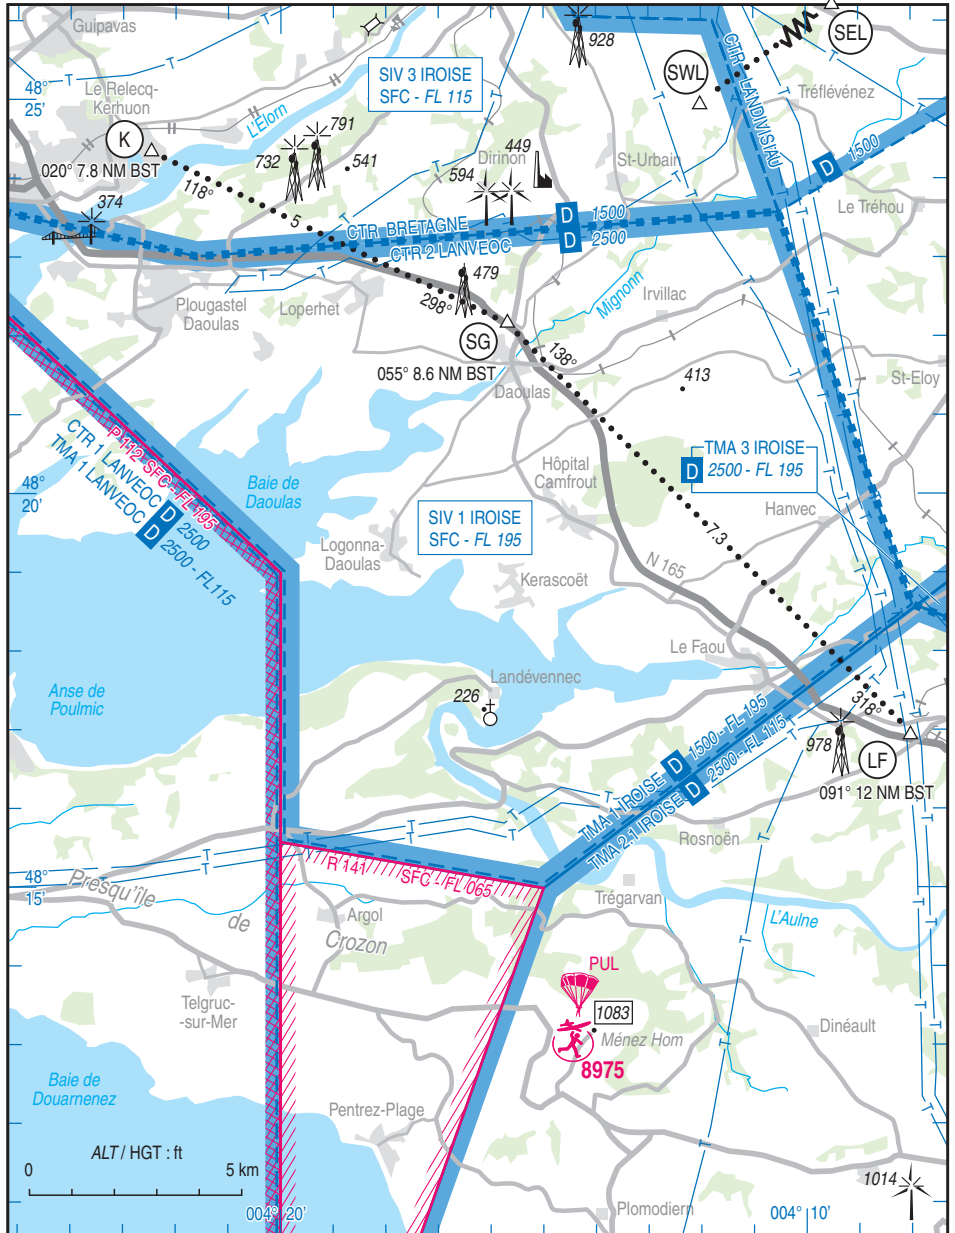 Guipavas
928
SEL
48°
25'
Le Relecq-
Kerhuon
SIV 3 IROISE
SFC - FL 115
SWL
CTR LANDIVISIAU
Tréflévénez
L'Elorn
K
020° 7.8 NM BST
118°
732
791
541
449
Dirinon
594
St-Urbain
D 1500
374
5
CTR BRETAGNE D 1500
CTR 2 LANVEOC D 2500
Le Tréhou
Plougastel
Daoulas
Loperhet
298°
479
Mignonn
Irvillac
SG
055° 8.6 NM BST
138°
Daoulas
413
St-Eloy
P 112 SFC - FL 195
CTR 1 LANVEOC D 2500
TMA 1 LANVEOC D 2500 - FL115
48°
20'
Baie de
Daoulas
Hôpital
Camfrout
TMA 3 IROISE
D 2500 - FL 195
Hanvec
SIV 1 IROISE
SFC - FL 195
Logonna-
Daoulas
7.3
N 165
Kerascoët
Le Faou
Anse de
Poulmic
Landévennec
226
318°
978
LF
091° 12 NM BST
TMA 1 IROISE D 1500 - FL 195
TMA 2.1 IROISE D 2500 - FL115
Rosnoën
48°
15'
R 141 SFC - FL 065
Presqu'île
de
Crozon
Argol
Trégarvan
L'Aulne
PUL
1083
Ménez Hom
8975
Telgruc-
-sur-Mer
Dinéault
Baie de
Douarnenez
Pentrez-Plage
ALT / HGT : ft
0 5 km
1014
004° 20'
Plomodiern
004° 10'
T T T T T T T T T T T T T T T T T T T T